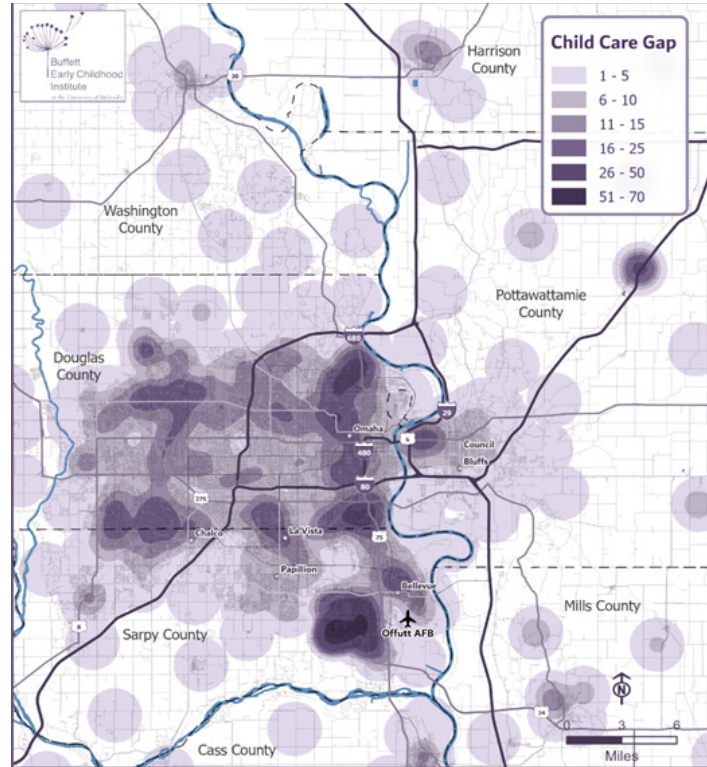 Buffett
Early Childhood
Institute
at the University of Nebraska
Harrison
County
Child Care Gap
1 - 5
6 - 10
11 - 15
16 - 25
26 - 50
51 - 70
30
Washington
County
Pottawattamie
County
680
Douglas
County
29
Omaha
6
Council
Bluffs
480
80
275
75
Chalco
La Vista
Papillion
Bellevue
Offutt AFB
Mills County
6
Sarpy County
N
34
0 3 6
Miles
Cass County